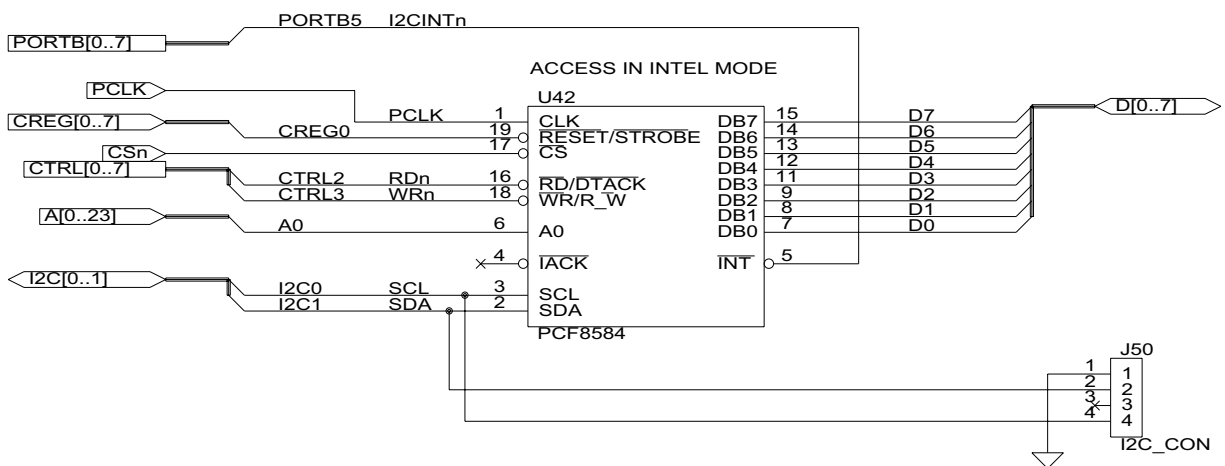 PORTB5 I2CINTn
PORTB[0..7]
ACCESS IN INTEL MODE
PCLK
U42
D[0..7]
PCLK 1 CLK DB7 15 D7
CREG[0..7]
CREG0 19 RESET/STROBE DB6 14 D6
CSn 17 CS DB5 13 D5
CTRL[0..7]
DB4 12 D4
CTRL2 RDn 16 RD/DTACK DB3 11 D3
CTRL3 WRn 18 WR/R_W DB2 9 D2
A[0..23]
DB1 8 D1
A0 6 A0 DB0 7 D0
4 IACK INT 5
I2C[0..1]
I2C0 SCL 3 SCL
I2C1 SDA 2 SDA
PCF8584
J50
1 1
2 2
3 3
4 4
I2C_CON